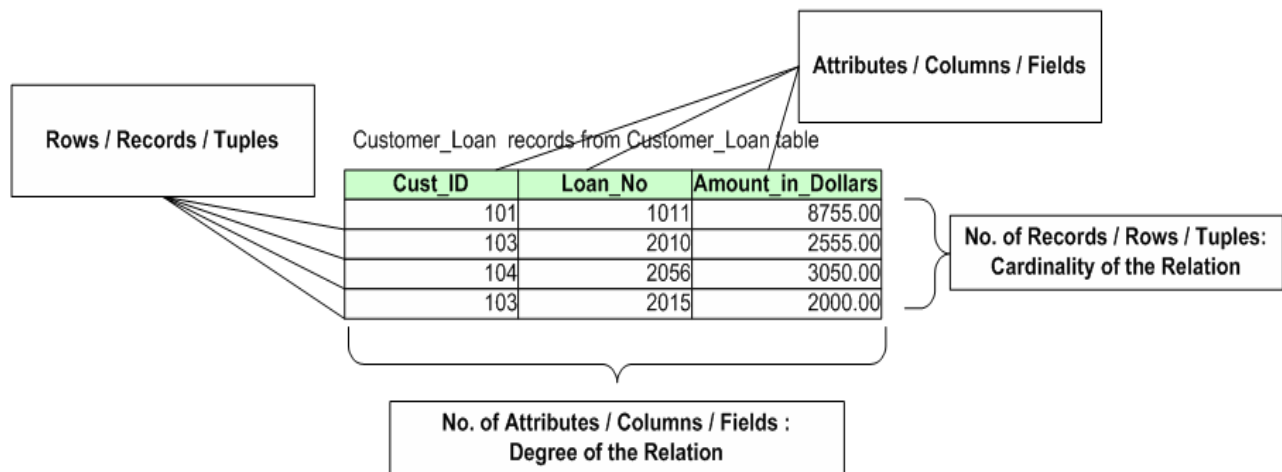 Attributes / Columns / Fields
Rows / Records / Tuples
Customer_Loan records from Customer_Loan table
Cust_ID Loan_No Amount_in_Dollars
101 1011 8755.00
103 2010 2555.00
104 2056 3050.00
103 2015 2000.00
No. of Records / Rows / Tuples:
Cardinality of the Relation
No. of Attributes / Columns / Fields :
Degree of the Relation